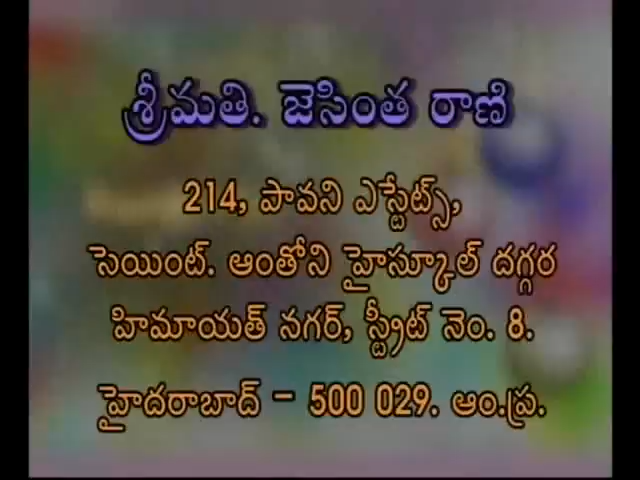 శ్రీమతి. జెసింత రాణి
214, పావని ఎస్టేట్స్,
సెయింట్. ఆంతోని హైస్కూల్ దగ్గర
హిమాయత్ నగర్, స్ట్రీట్ నెం. 8.
హైదరాబాద్ – 500 029. ఆం.ప్ర.